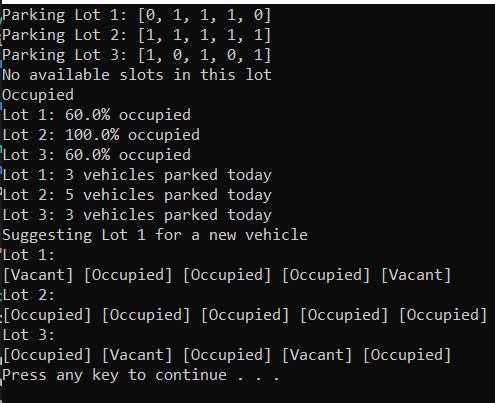 Parking Lot 1: [0, 1, 1, 1, 0]
Parking Lot 2: [1, 1, 1, 1, 1]
Parking Lot 3: [1, 0, 1, 0, 1]
No available slots in this lot
Occupied
Lot 1: 60.0% occupied
Lot 2: 100.0% occupied
Lot 3: 60.0% occupied
Lot 1: 3 vehicles parked today
Lot 2: 5 vehicles parked today
Lot 3: 3 vehicles parked today
Suggesting Lot 1 for a new vehicle
Lot 1:
[Vacant] [Occupied] [Occupied] [Occupied] [Vacant]
Lot 2:
[Occupied] [Occupied] [Occupied] [Occupied] [Occupied]
Lot 3:
[Occupied] [Vacant] [Occupied] [Vacant] [Occupied]
Press any key to continue . . .